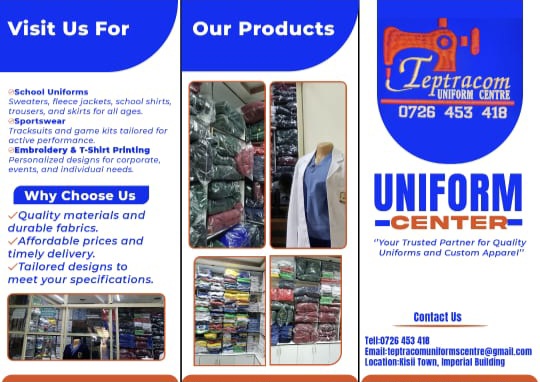 Visit Us For
School Uniforms
Sweaters, fleece jackets, school shirts,
trousers, and skirts for all ages.
Sportswear
Tracksuits and game kits tailored for
active performance.
Embroidery & T-Shirt Printing
Personalized designs for corporate,
events, and individual needs.
Why Choose Us
Quality materials and
durable fabrics.
Affordable prices and
timely delivery.
Tailored designs to
meet your specifications.
Our Products
Teptracom
UNIFORM CENTRE
0726 453 418
UNIFORM
CENTER
"Your Trusted Partner for Quality
Uniforms and Custom Apparel"
Contact Us
Tell:0726 453 418
Email:teptracomuniformscentre@gmail.com
Location:Kisii Town, Imperial Building